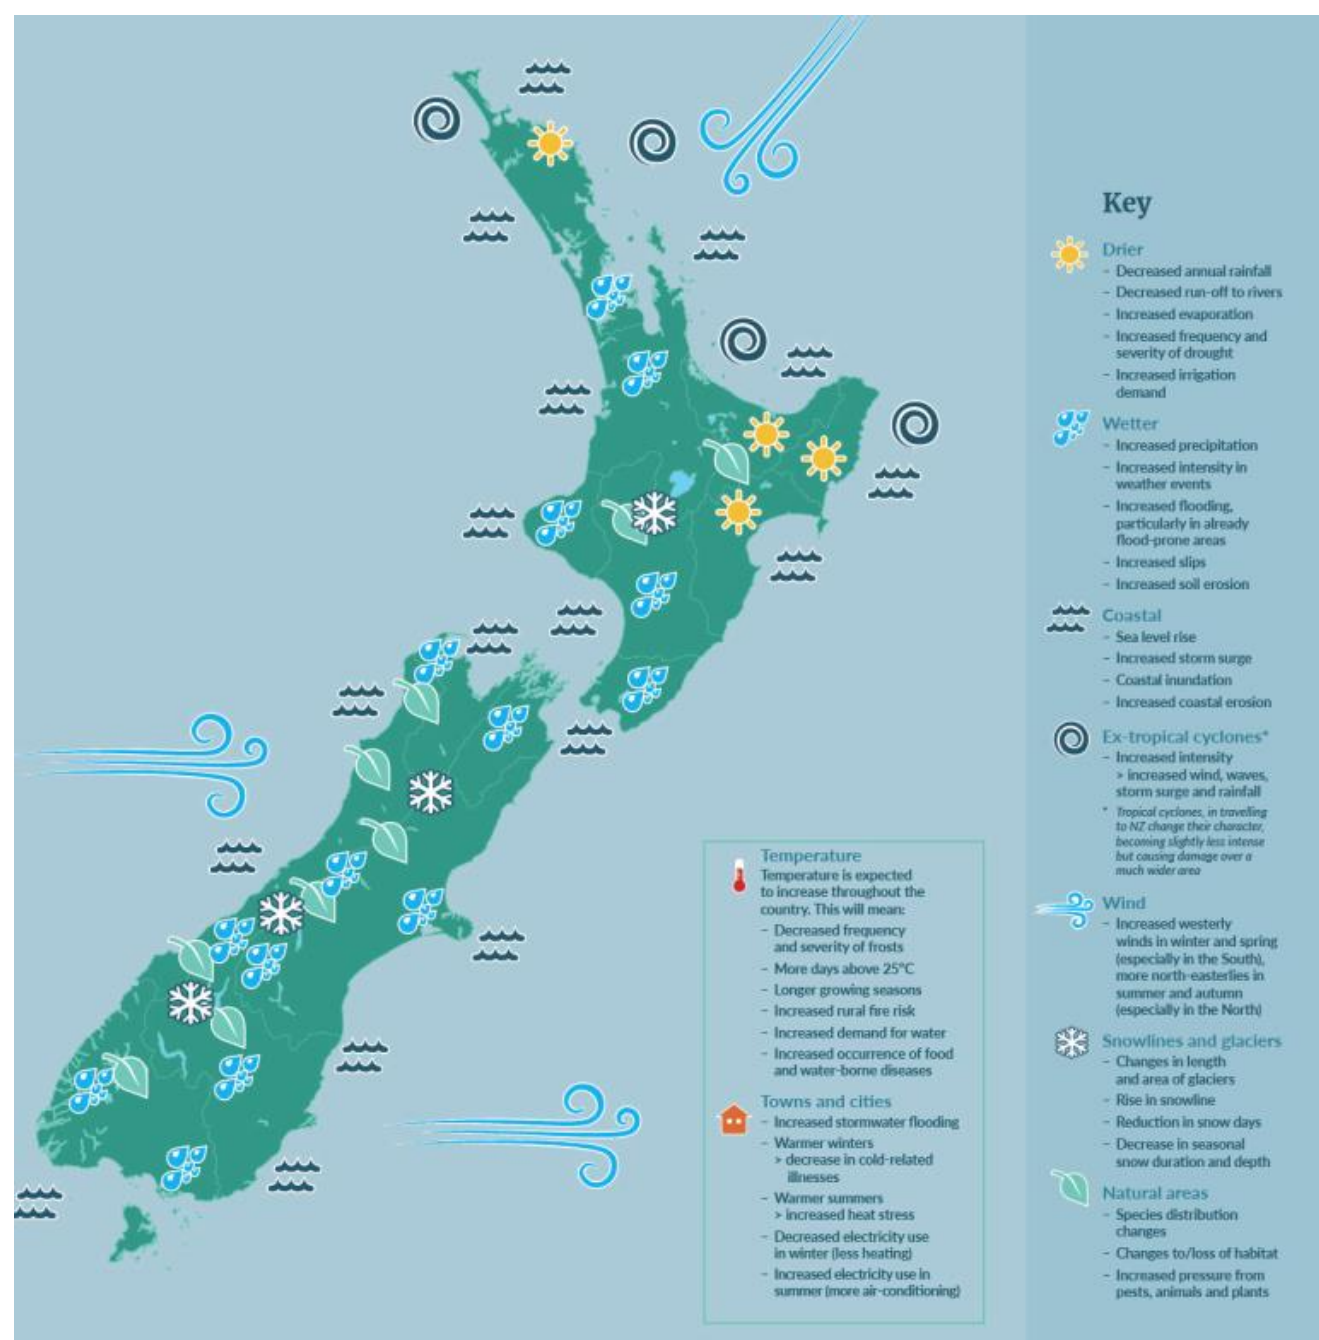 Key
Drier
– Decreased annual rainfall
– Decreased run-off to rivers
– Increased evaporation
– Increased frequency and
severity of drought
– Increased irrigation
demand
Wetter
– Increased precipitation
– Increased intensity in
weather events
– Increased flooding,
particularly in already
flood-prone areas
– Increased slips
– Increased soil erosion
Coastal
– Sea level rise
– Increased storm surge
– Coastal inundation
– Increased coastal erosion
Ex-tropical cyclones*
– Increased intensity
> increased wind, waves,
storm surge and rainfall
* Tropical cyclones, in travelling
to NZ change their character,
becoming slightly less intense
but causing damage over a
much wider area
Wind
– Increased westerly
winds in winter and spring
(especially in the South),
more north-easterlies in
summer and autumn
(especially in the North)
Snowlines and glaciers
– Changes in length
and area of glaciers
– Rise in snowline
– Reduction in snow days
– Decrease in seasonal
snow duration and depth
Natural areas
– Species distribution
changes
– Changes to/loss of habitat
– Increased pressure from
pests, animals and plants
Temperature
Temperature is expected
to increase throughout the
country. This will mean:
– Decreased frequency
and severity of frosts
– More days above 25°C
– Longer growing seasons
– Increased rural fire risk
– Increased demand for water
– Increased occurrence of food
and water-borne diseases
Towns and cities
– Increased stormwater flooding
– Warmer winters
> decrease in cold-related
illnesses
– Warmer summers
> increased heat stress
– Decreased electricity use
in winter (less heating)
– Increased electricity use in
summer (more air-conditioning)